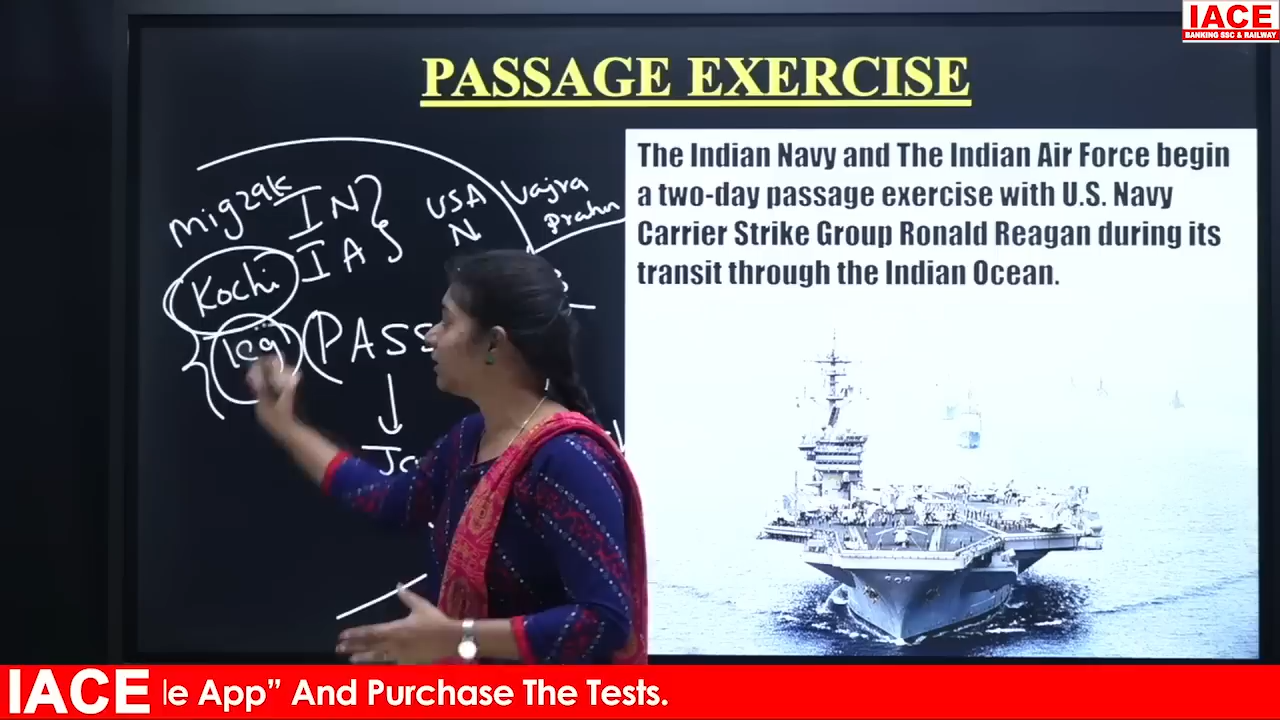 IACE
BANKING SSC & RAILWAY
PASSAGE EXERCISE
The Indian Navy and The Indian Air Force begin
a two-day passage exercise with U.S. Navy
Carrier Strike Group Ronald Reagan during its
transit through the Indian Ocean.
Mig29k
IN
IA
USA
N
Vajra
Kochi
PASS
IACE
le App” And Purchase The Tests.